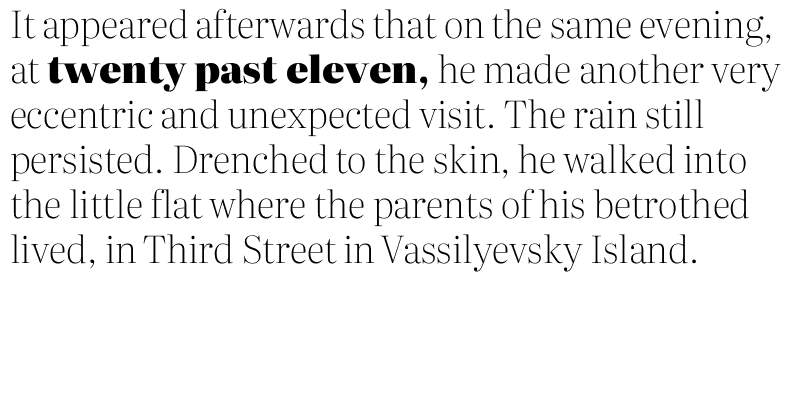 It appeared afterwards that on the same evening,
at twenty past eleven, he made another very
eccentric and unexpected visit. The rain still
persisted. Drenched to the skin, he walked into
the little flat where the parents of his betrothed
lived, in Third Street in Vassilyevsky Island.